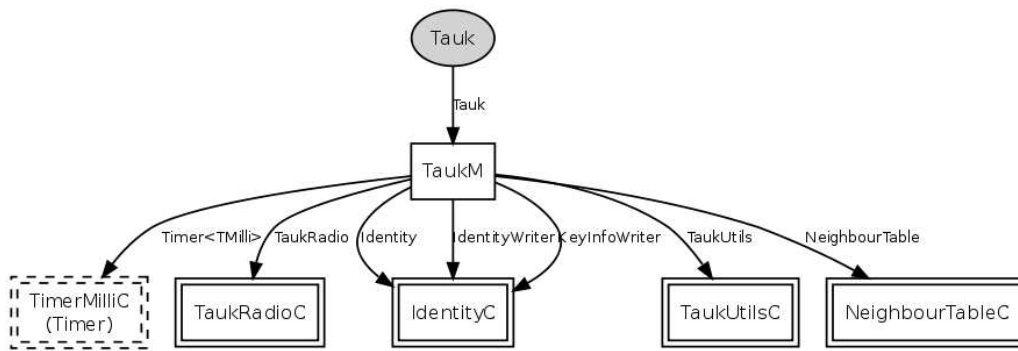 Tauk
Tauk
TaukM
Timer<TMilli>
TaukRadio
Identity
IdentityWriter
KeyInfoWriter
TaukUtils
NeighbourTable
TimerMilliC
(Timer)
TaukRadioC
IdentityC
TaukUtilsC
NeighbourTableC